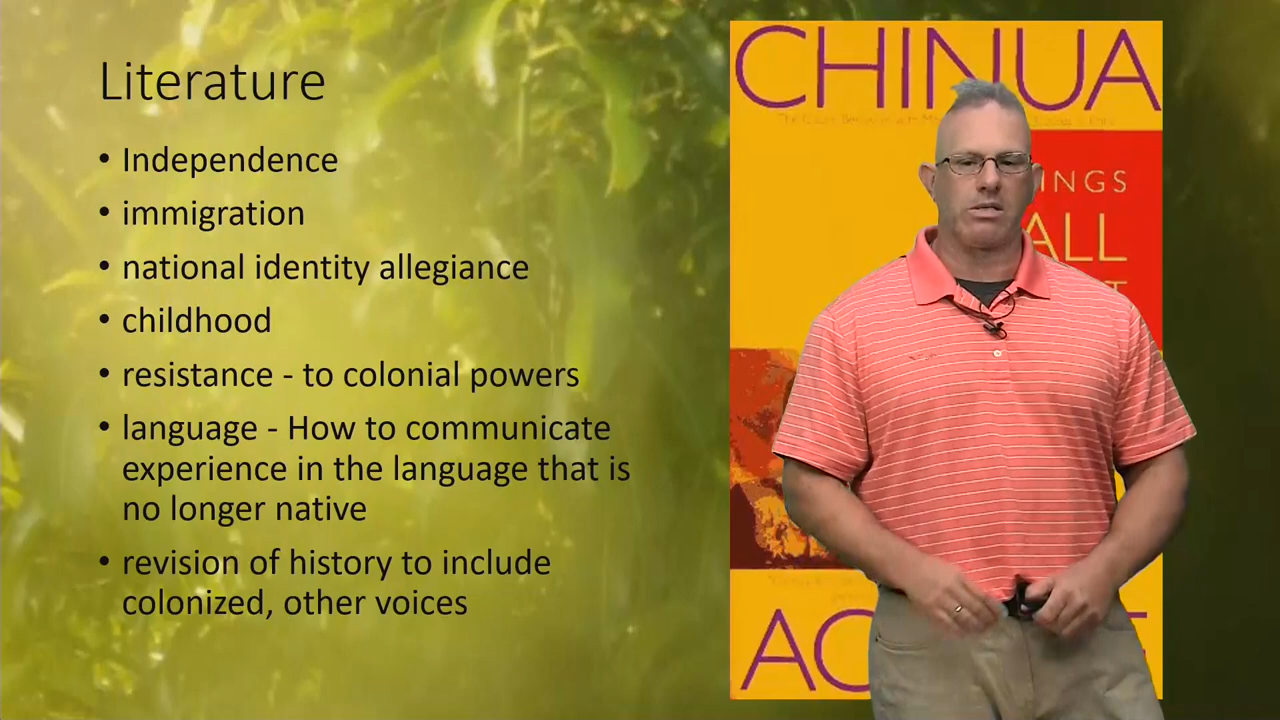 Literature
• Independence
• immigration
• national identity allegiance
• childhood
• resistance - to colonial powers
• language - How to communicate
experience in the language that is
no longer native
• revision of history to include
colonized, other voices
CHINUA
INGS
ALL